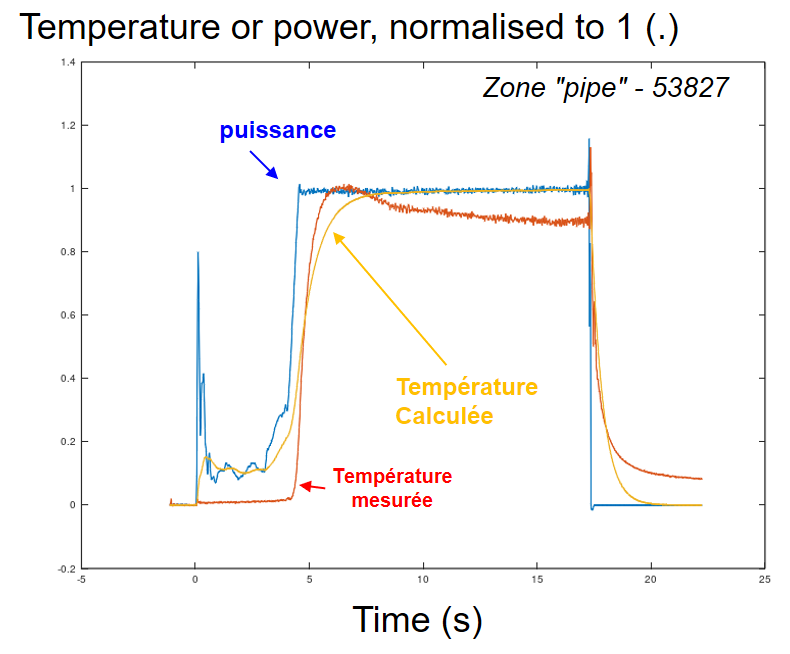 Temperature or power, normalised to 1 (.)
1.4
Zone "pipe" - 53827
1.2
puissance
1
0.8
0.6
0.4
Température
Calculée
0.2
Température
mesurée
0
-0.2
-5 0 5 10 15 20 25
Time (s)